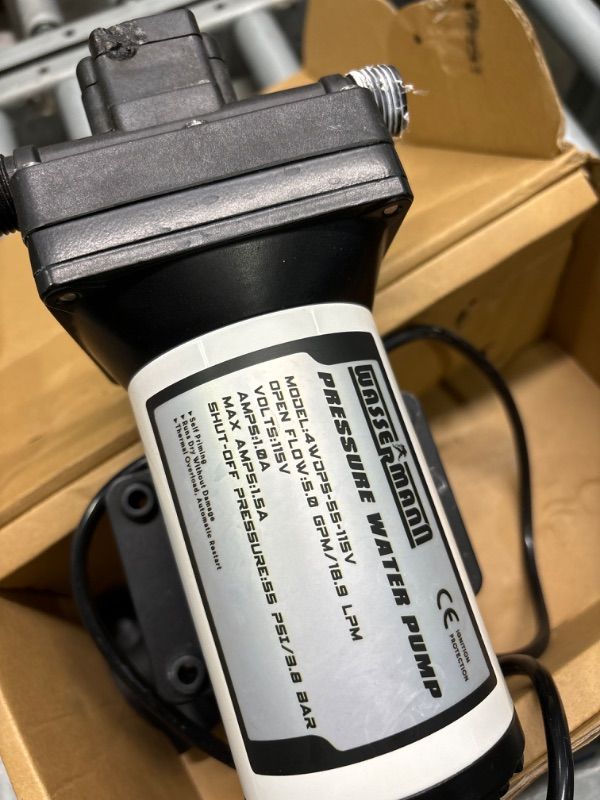 WASSERMANN
PRESSURE WATER PUMP
MODEL:4WDPS-55-115V
OPEN FLOW:5.0 GPM/18.9 LPM
VOLTS:115V
AMPS:1.0A
MAX AMPS:1.5A
SHUT-OFF PRESSURE:55 PSI/3.8 BAR
▸ Self Priming
▸ Runs Dry Without Damage
▸ Thermal Overload, Automatic Restart
CE IGNITION
PROTECTION